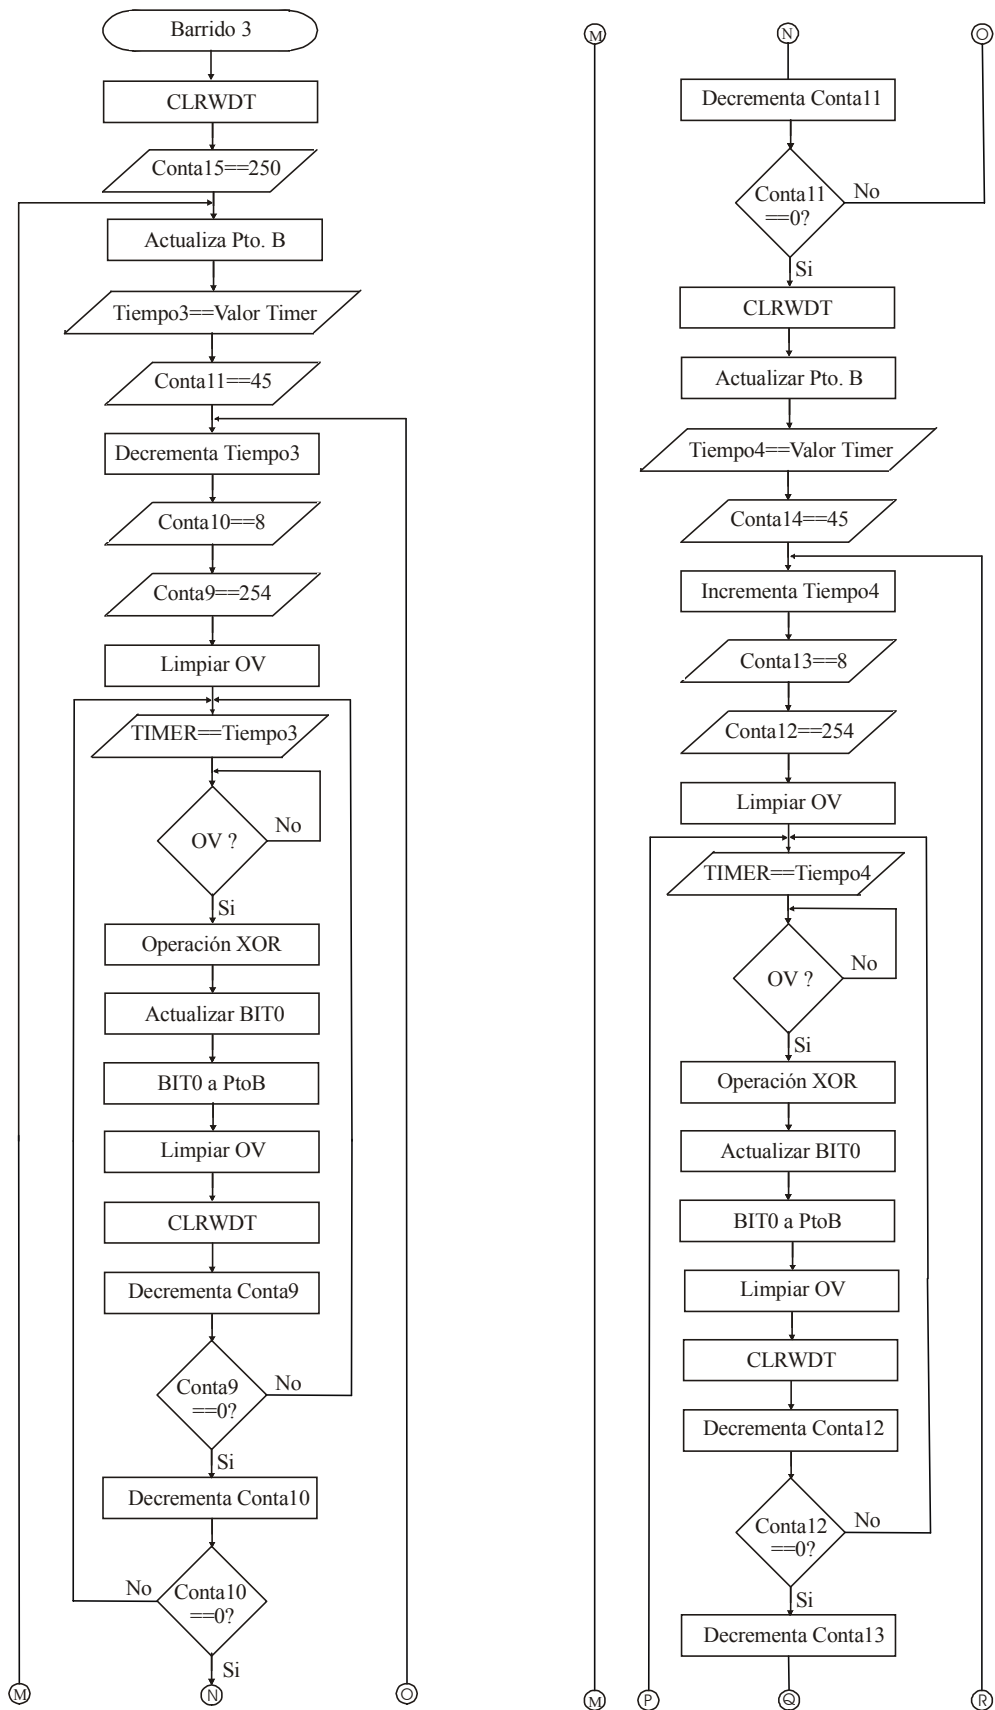 Barrido 3
CLRWDT
Conta15==250
Actualiza Pto. B
Tiempo3==Valor Timer
Conta11==45
Decrementa Tiempo3
Conta10==8
Conta9==254
Limpiar OV
TIMER==Tiempo3
OV ?
No
Si
Operación XOR
Actualizar BIT0
BIT0 a PtoB
Limpiar OV
CLRWDT
Decrementa Conta9
Conta9
==0?
No
Si
Decrementa Conta10
No
Conta10
==0?
Si
M
N
O
M
N
O
Decrementa Conta11
Conta11
==0?
No
Si
CLRWDT
Actualizar Pto. B
Tiempo4==Valor Timer
Conta14==45
Incrementa Tiempo4
Conta13==8
Conta12==254
Limpiar OV
TIMER==Tiempo4
OV ?
No
Si
Operación XOR
Actualizar BIT0
BIT0 a PtoB
Limpiar OV
CLRWDT
Decrementa Conta12
Conta12
==0?
No
Si
Decrementa Conta13
M
P
Q
R